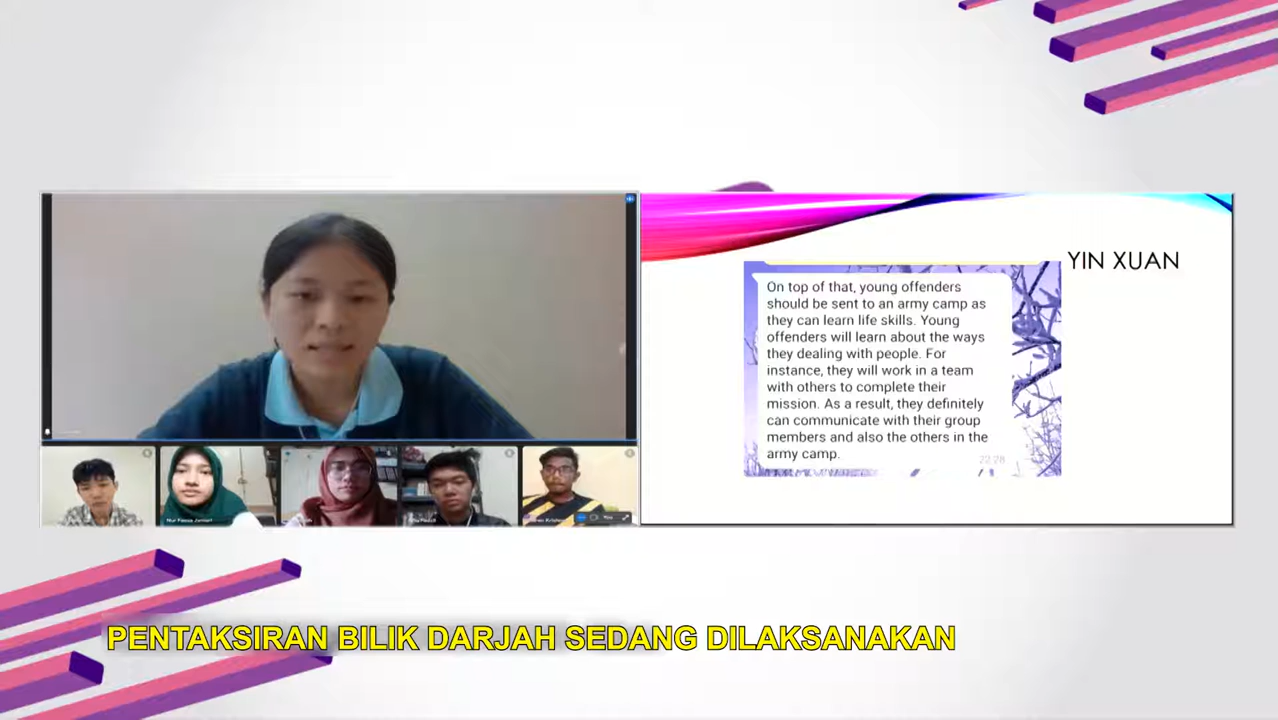 YIN XUAN
On top of that, young offenders
should be sent to an army camp as
they can learn life skills. Young
offenders will learn about the ways
they dealing with people. For
instance, they will work in a team
with others to complete their
mission. As a result, they definitely
can communicate with their group
members and also the others in the
army camp.
22:28
You
PENTAKSIRAN BILIK DARJAH SEDANG DILAKSANAKAN